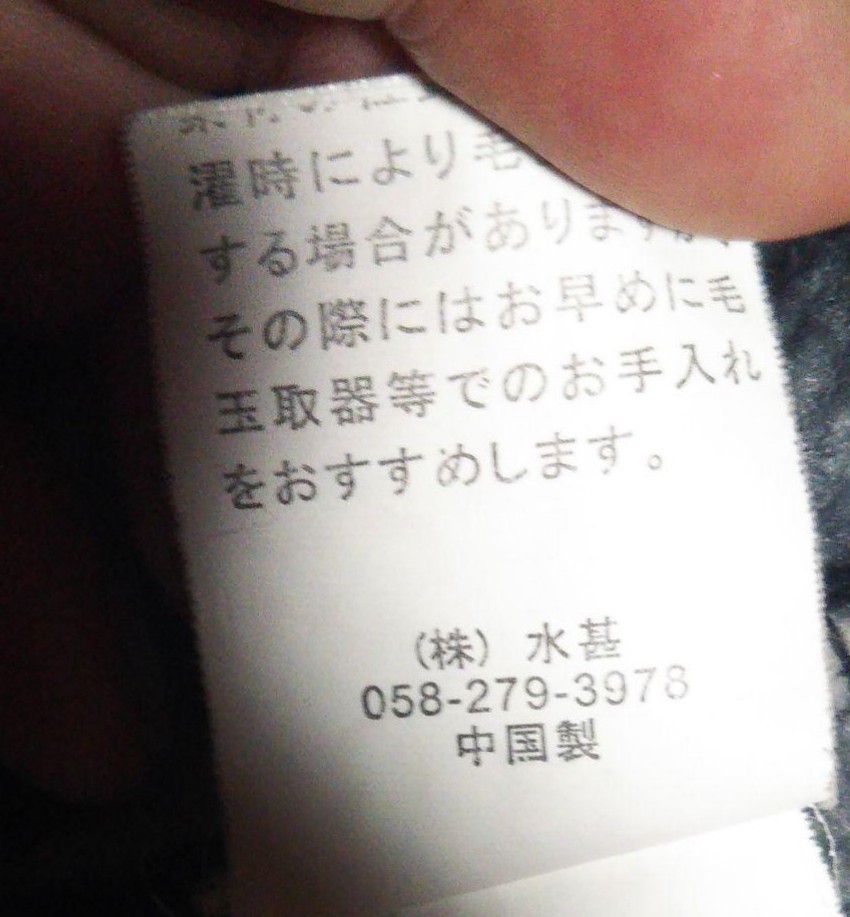 濯時により毛
する場合がありますが、
その際にはお早めに毛
玉取器等でのお手入れ
をおすすめします。
(株) 水甚
058-279-3978
中国製